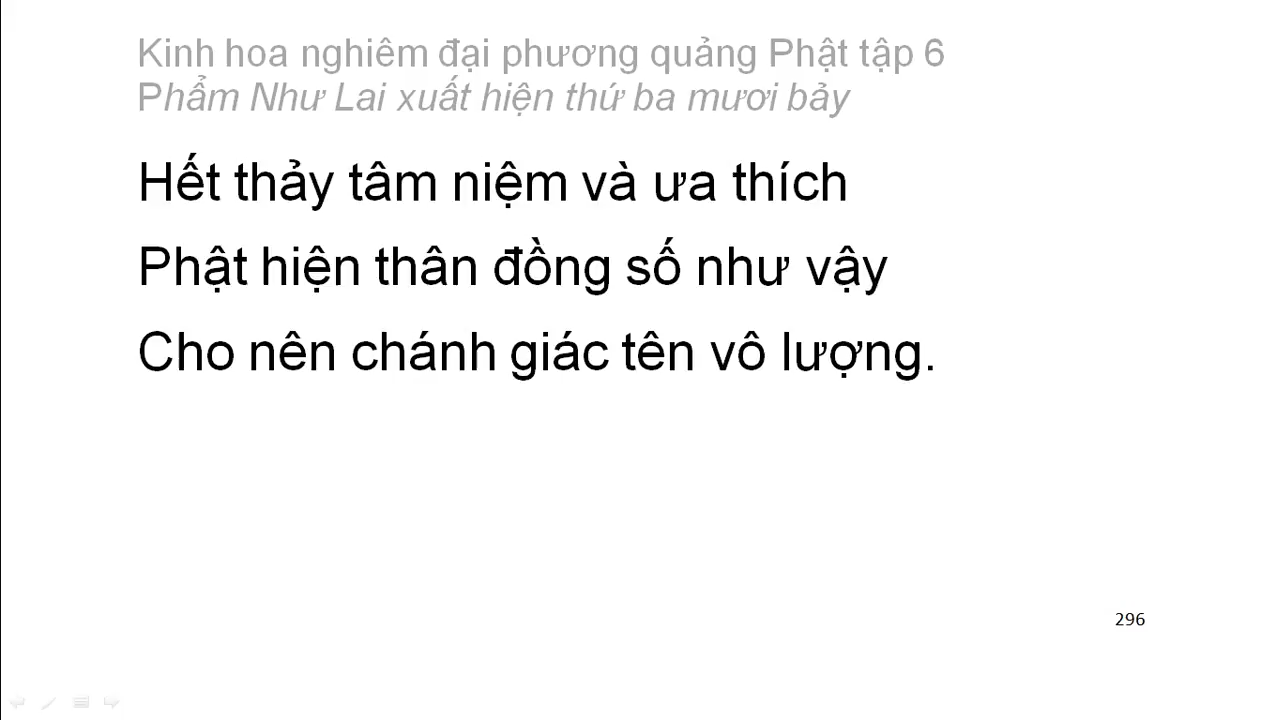 Kinh hoa nghiêm đại phương quảng Phật tập 6
Phẩm Như Lai xuất hiện thứ ba mươi bảy
Hết thảy tâm niệm và ưa thích
Phật hiện thân đồng số như vậy
Cho nên chánh giác tên vô lượng.
296